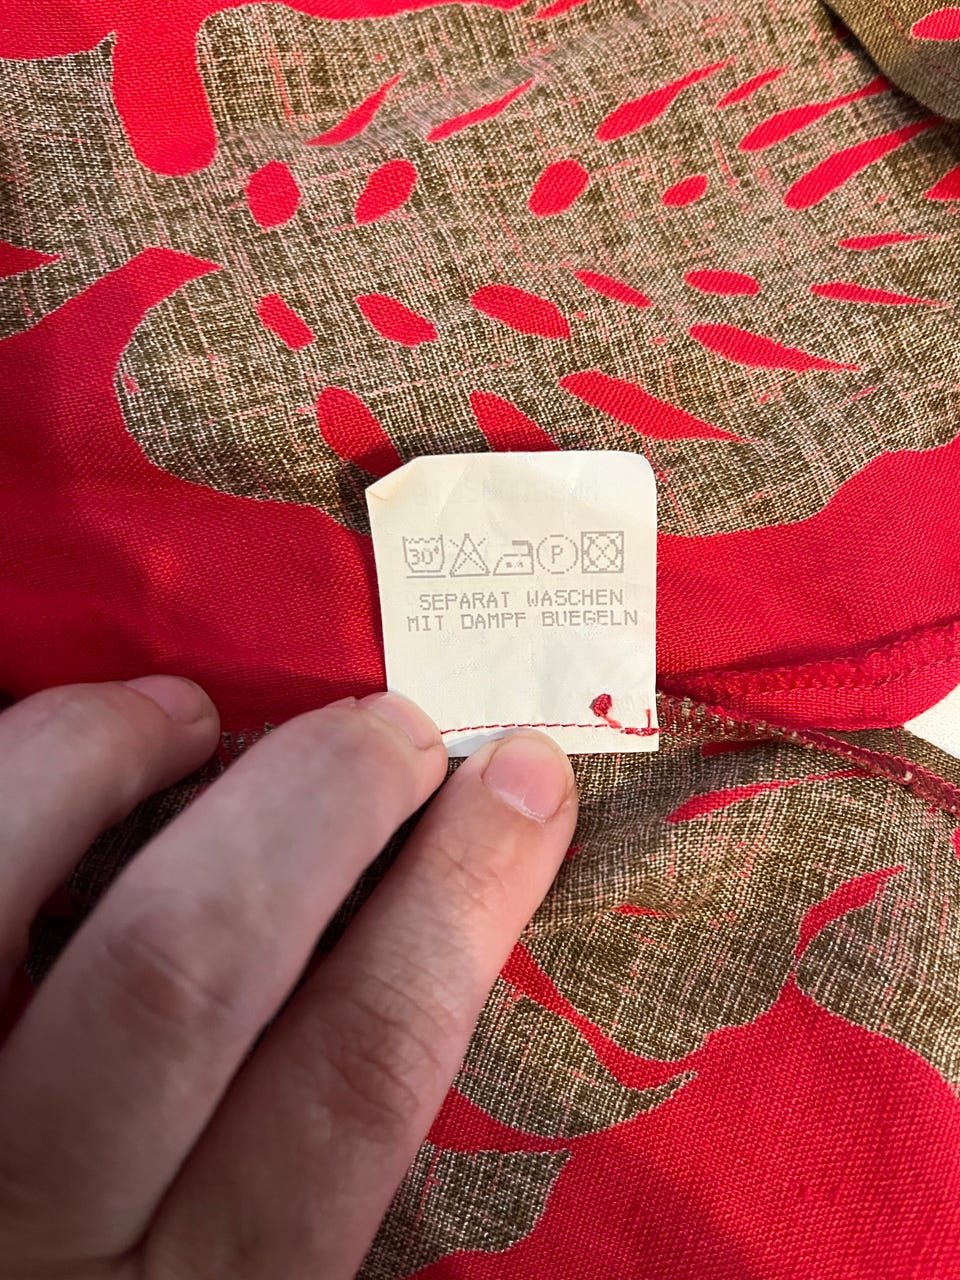 30° P
SEPARAT WASCHEN
MIT DAMPF BUEGELN